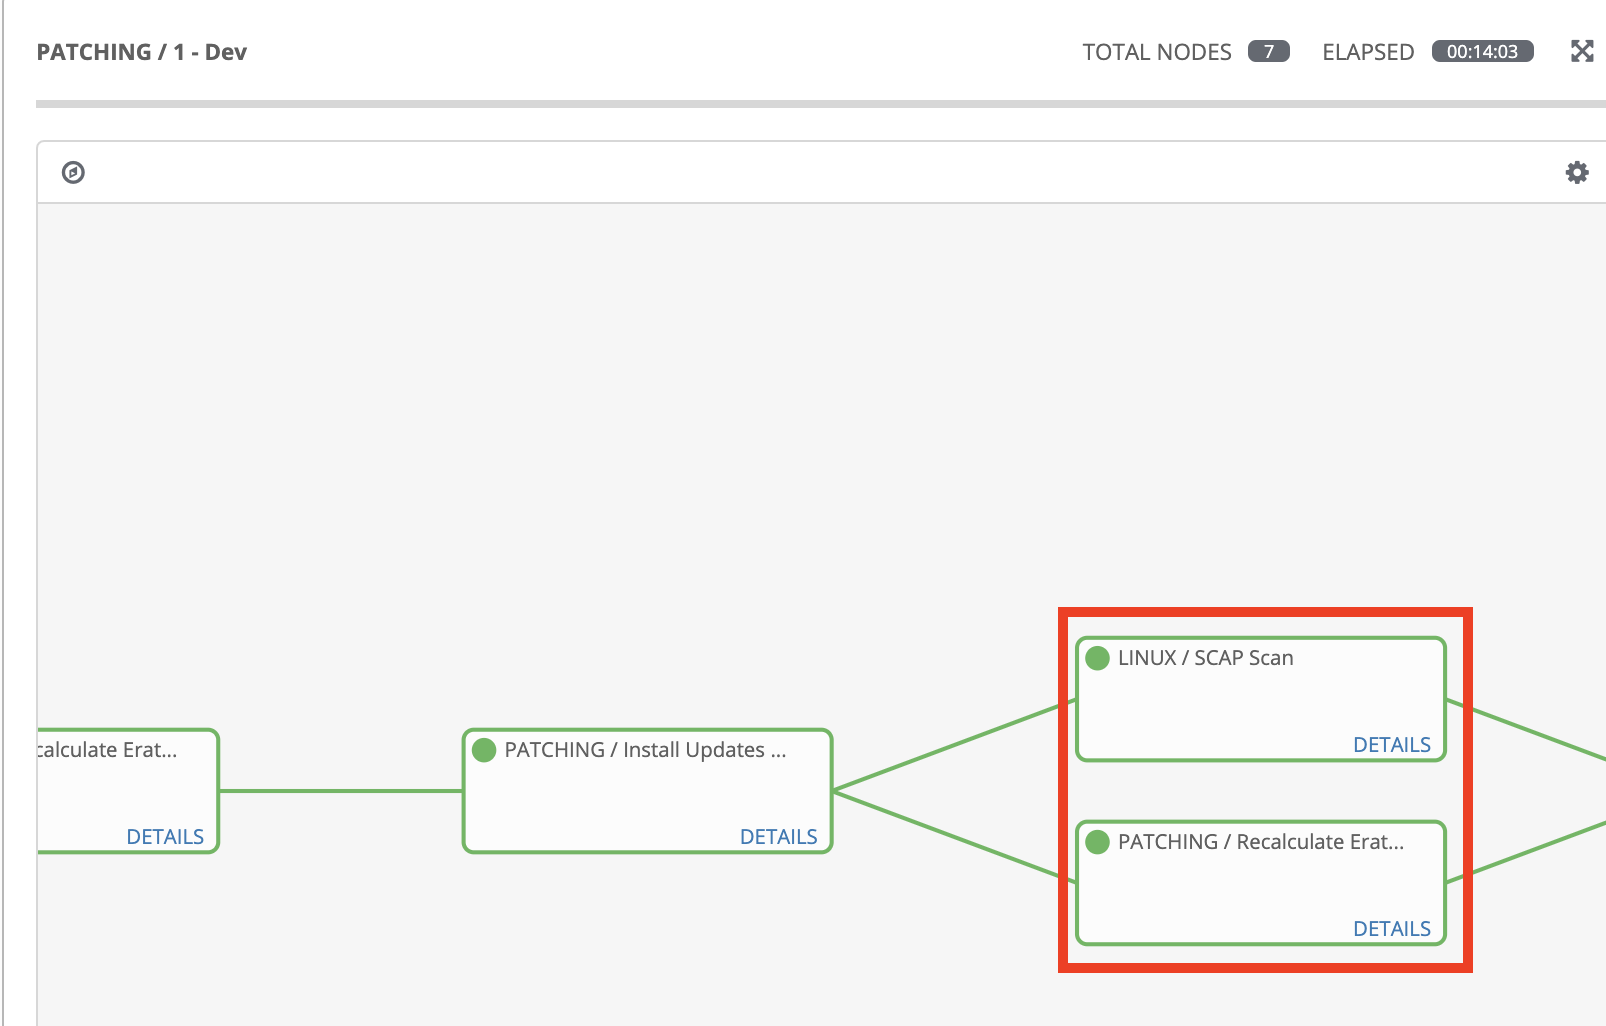 PATCHING / 1 - Dev
TOTAL NODES 7 ELAPSED 00:14:03
LINUX / SCAP Scan
DETAILS
calculate Erat...
DETAILS
PATCHING / Install Updates ...
DETAILS
PATCHING / Recalculate Erat...
DETAILS